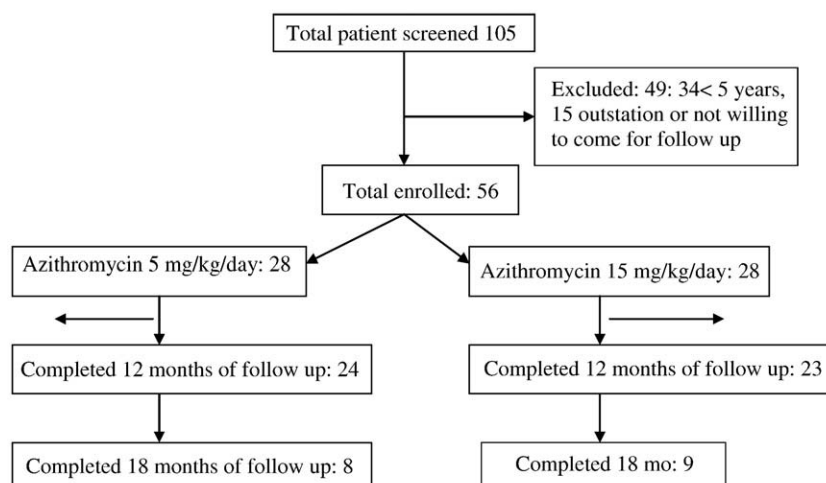 Total patient screened 105
Excluded: 49: 34< 5 years,
15 outstation or not willing
to come for follow up
Total enrolled: 56
Azithromycin 5 mg/kg/day: 28
Azithromycin 15 mg/kg/day: 28
Completed 12 months of follow up: 24
Completed 12 months of follow up: 23
Completed 18 months of follow up: 8
Completed 18 mo: 9